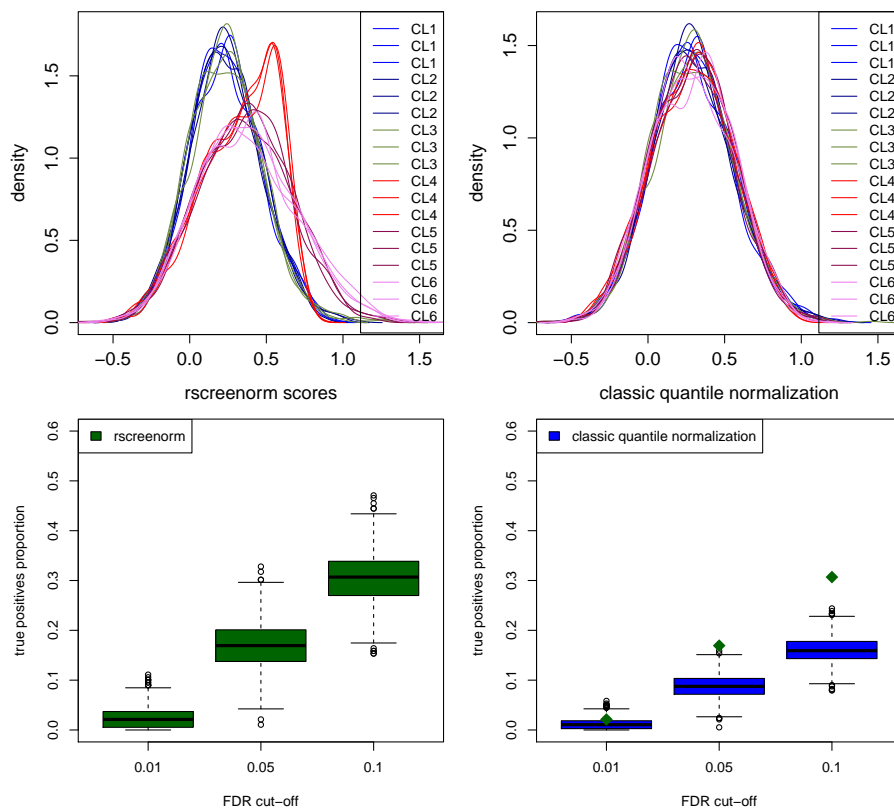 density
0.0 0.5 1.0 1.5
−0.5 0.0 0.5 1.0 1.5
rscreenorm scores
CL1
CL1
CL1
CL2
CL2
CL2
CL3
CL3
CL3
CL4
CL4
CL4
CL5
CL5
CL5
CL6
CL6
CL6
density
0.0 0.5 1.0 1.5
−0.5 0.0 0.5 1.0 1.5
classic quantile normalization
CL1
CL1
CL1
CL2
CL2
CL2
CL3
CL3
CL3
CL4
CL4
CL4
CL5
CL5
CL5
CL6
CL6
CL6
rscreenorm
true positives proportion
0.0 0.1 0.2 0.3 0.4 0.5 0.6
0.01 0.05 0.1
FDR cut−off
classic quantile normalization
true positives proportion
0.0 0.1 0.2 0.3 0.4 0.5 0.6
0.01 0.05 0.1
FDR cut−off